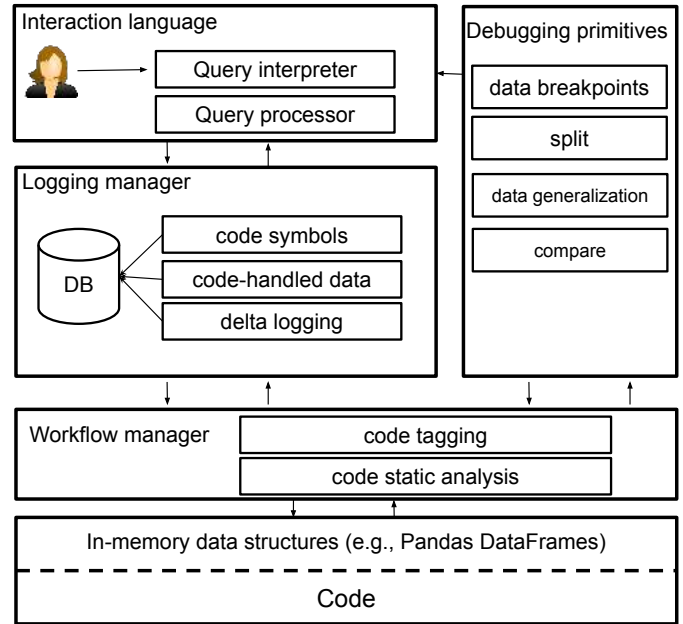 Interaction language
Query interpreter
Query processor
Debugging primitives
data breakpoints
split
data generalization
compare
Logging manager
DB
code symbols
code-handled data
delta logging
Workflow manager
code tagging
code static analysis
In-memory data structures (e.g., Pandas DataFrames)
Code